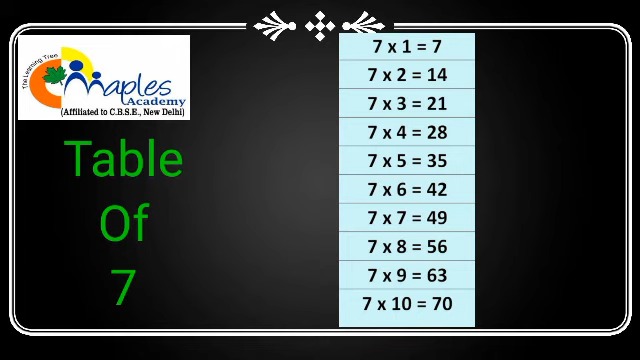 The Learning Tree
Maples
Academy
(Affiliated to C.B.S.E., New Delhi)
Table
Of
7
7 x 1 = 7
7 x 2 = 14
7 x 3 = 21
7 x 4 = 28
7 x 5 = 35
7 x 6 = 42
7 x 7 = 49
7 x 8 = 56
7 x 9 = 63
7 x 10 = 70